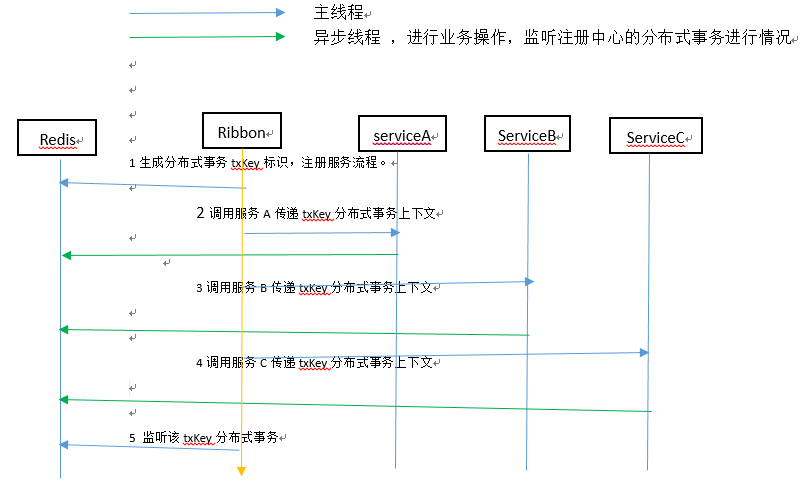 主线程
异步线程 ，进行业务操作，监听注册中心的分布式事务进行情况
Redis
Ribbon
serviceA
ServiceB
ServiceC
1 生成分布式事务 txKey 标识，注册服务流程。
2 调用服务 A 传递 txKey 分布式事务上下文
3 调用服务 B 传递 txKey 分布式事务上下文
4 调用服务 C 传递 txKey 分布式事务上下文
5 监听该 txKey 分布式事务